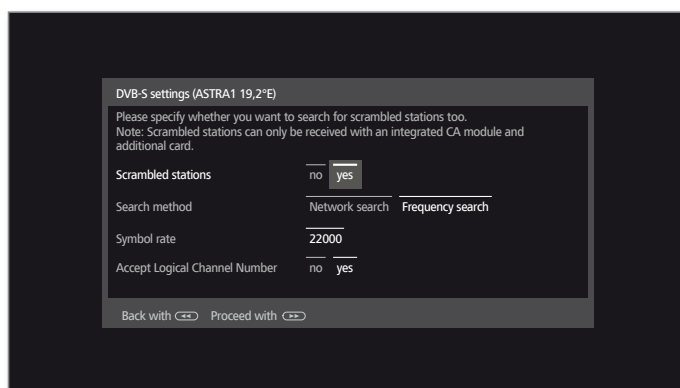 DVB-S settings (ASTRA1 19,2°E)
Please specify whether you want to search for scrambled stations too.
Note: Scrambled stations can only be received with an integrated CA module and
additional card.
Scrambled stations no yes
Search method Network search Frequency search
Symbol rate 22000
Accept Logical Channel Number no yes
Back with Proceed with